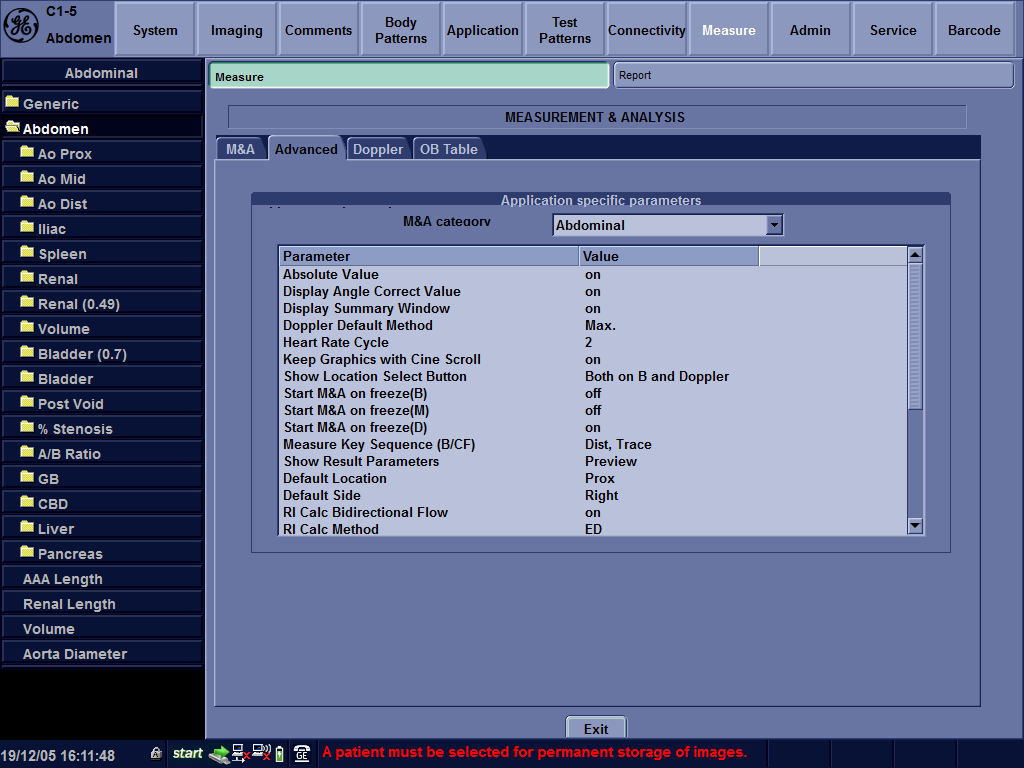 C1-5
Abdomen
System
Imaging
Comments
Body
Patterns
Application
Test
Patterns
Connectivity
Measure
Admin
Service
Barcode
Abdominal
Generic
Abdomen
Ao Prox
Ao Mid
Ao Dist
Iliac
Spleen
Renal
Renal (0.49)
Volume
Bladder (0.7)
Bladder
Post Void
% Stenosis
A/B Ratio
GB
CBD
Liver
Pancreas
AAA Length
Renal Length
Volume
Aorta Diameter
Measure
Report
MEASUREMENT & ANALYSIS
M&A Advanced Doppler OB Table
Application specific parameters
M&A category Abdominal
Parameter Value
Absolute Value on
Display Angle Correct Value on
Display Summary Window on
Doppler Default Method Max.
Heart Rate Cycle 2
Keep Graphics with Cine Scroll on
Show Location Select Button Both on B and Doppler
Start M&A on freeze(B) off
Start M&A on freeze(M) off
Start M&A on freeze(D) on
Measure Key Sequence (B/CF) Dist, Trace
Show Result Parameters Preview
Default Location Prox
Default Side Right
RI Calc Bidirectional Flow on
RI Calc Method ED
Exit
19/12/05 16:11:48
start
GE
A patient must be selected for permanent storage of images.